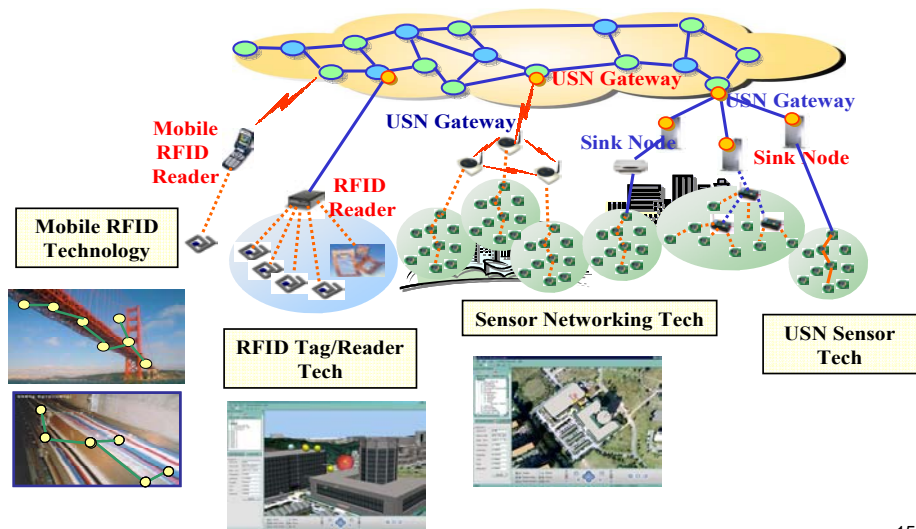 USN Gateway
USN Gateway
USN Gateway
Mobile
RFID
Reader
Sink Node
Sink Node
RFID
Reader
Mobile RFID
Technology
Sensor Networking Tech
USN Sensor
Tech
RFID Tag/Reader
Tech
15